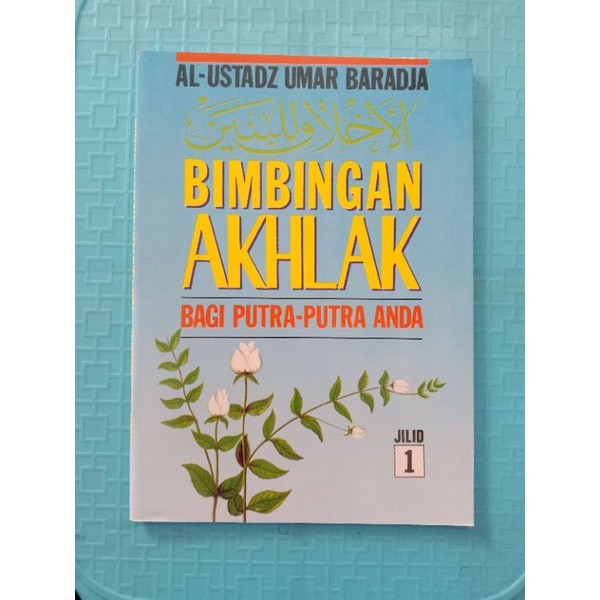 AL-USTADZ UMAR BARADJA
الأخلاق للبنين
BIMBINGAN
AKHLAK
BAGI PUTRA-PUTRA ANDA
JILID
1